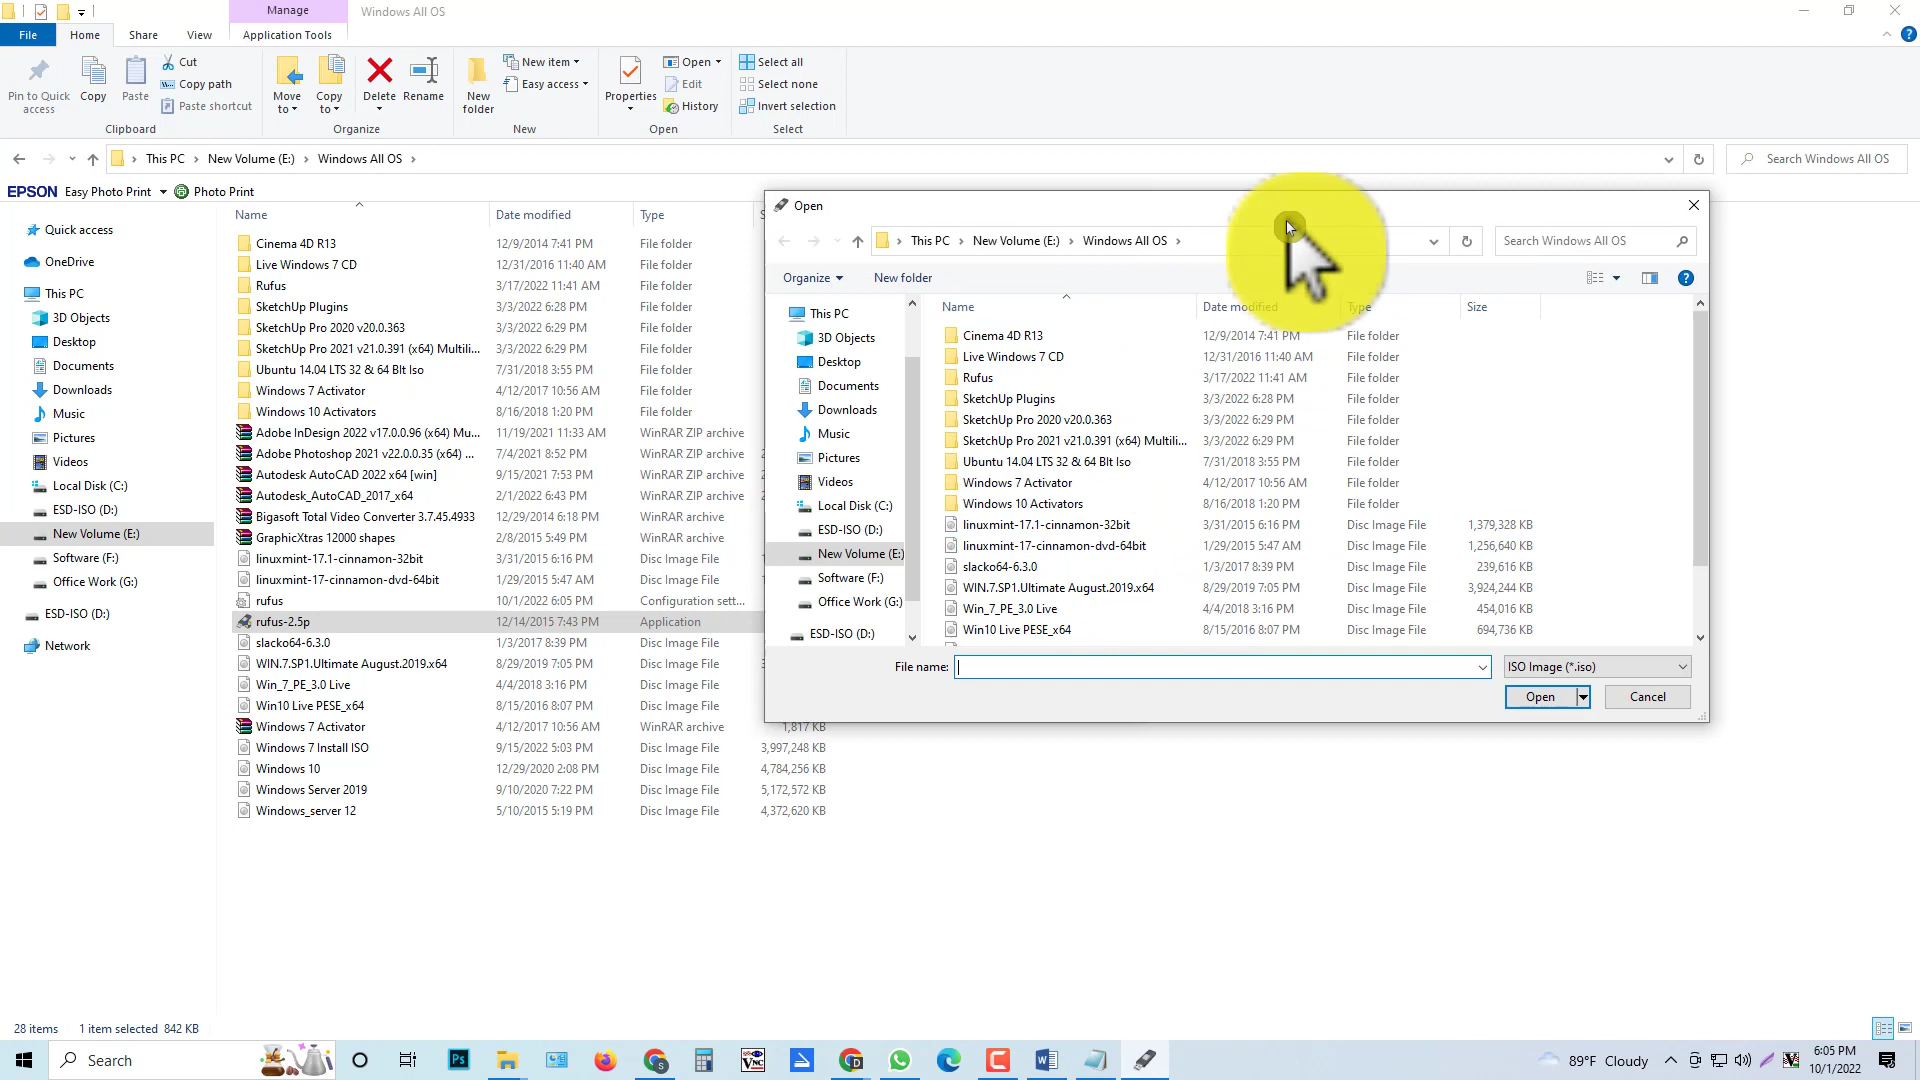 Manage
Windows All OS
File
Home
Share
View
Application Tools
Pin to Quick access
Copy
Paste
Cut
Copy path
Paste shortcut
Clipboard
Move to
Copy to
Delete
Rename
Organize
New folder
New item
Easy access
New
Properties
Open
Edit
History
Open
Select all
Select none
Invert selection
Select
This PC > New Volume (E:) > Windows All OS >
Search Windows All OS
EPSON Easy Photo Print Photo Print
Quick access
OneDrive
This PC
3D Objects
Desktop
Documents
Downloads
Music
Pictures
Videos
Local Disk (C:)
ESD-ISO (D:)
New Volume (E:)
Software (F:)
Office Work (G:)
ESD-ISO (D:)
Network
Name Date modified Type
Cinema 4D R13 12/9/2014 7:41 PM File folder
Live Windows 7 CD 12/31/2016 11:40 AM File folder
Rufus 3/17/2022 11:41 AM File folder
SketchUp Plugins 3/3/2022 6:28 PM File folder
SketchUp Pro 2020 v20.0.363 3/3/2022 6:29 PM File folder
SketchUp Pro 2021 v21.0.391 (x64) Multili... 3/3/2022 6:29 PM File folder
Ubuntu 14.04 LTS 32 & 64 BIt Iso 7/31/2018 3:55 PM File folder
Windows 7 Activator 4/12/2017 10:56 AM File folder
Windows 10 Activators 8/16/2018 1:20 PM File folder
Adobe InDesign 2022 v17.0.0.96 (x64) Mu... 11/19/2021 11:33 AM WinRAR ZIP archive
Adobe Photoshop 2021 v22.0.0.35 (x64) ... 7/4/2021 8:52 PM WinRAR ZIP archive
Autodesk AutoCAD 2022 x64 [win] 9/15/2021 7:53 PM WinRAR ZIP archive
Autodesk_AutoCAD_2017_x64 2/1/2022 6:43 PM WinRAR ZIP archive
Bigasoft Total Video Converter 3.7.45.4933 12/29/2014 6:18 PM WinRAR archive
GraphicXtras 12000 shapes 2/8/2015 5:49 PM WinRAR archive
linuxmint-17.1-cinnamon-32bit 3/31/2015 6:16 PM Disc Image File
linuxmint-17-cinnamon-dvd-64bit 1/29/2015 5:47 AM Disc Image File
rufus 10/1/2022 6:05 PM Configuration sett...
rufus-2.5p 12/14/2015 7:43 PM Application
slacko64-6.3.0 1/3/2017 8:39 PM Disc Image File
WIN.7.SP1.Ultimate August.2019.x64 8/29/2019 7:05 PM Disc Image File
Win_7_PE_3.0 Live 4/4/2018 3:16 PM Disc Image File
Win10 Live PESE_x64 8/15/2016 8:07 PM Disc Image File
Windows 7 Activator 4/12/2017 10:56 AM WinRAR archive 1,817 KB
Windows 7 Install ISO 9/15/2022 5:03 PM Disc Image File 3,997,248 KB
Windows 10 12/29/2020 2:08 PM Disc Image File 4,784,256 KB
Windows Server 2019 9/10/2020 7:22 PM Disc Image File 5,172,572 KB
Windows_server 12 5/10/2015 5:19 PM Disc Image File 4,372,620 KB
Open
This PC > New Volume (E:) > Windows All OS >
Search Windows All OS
Organize
New folder
This PC
3D Objects
Desktop
Documents
Downloads
Music
Pictures
Videos
Local Disk (C:)
ESD-ISO (D:)
New Volume (E:)
Software (F:)
Office Work (G:)
ESD-ISO (D:)
Name Date modified Type Size
Cinema 4D R13 12/9/2014 7:41 PM File folder
Live Windows 7 CD 12/31/2016 11:40 AM File folder
Rufus 3/17/2022 11:41 AM File folder
SketchUp Plugins 3/3/2022 6:28 PM File folder
SketchUp Pro 2020 v20.0.363 3/3/2022 6:29 PM File folder
SketchUp Pro 2021 v21.0.391 (x64) Multili... 3/3/2022 6:29 PM File folder
Ubuntu 14.04 LTS 32 & 64 BIt Iso 7/31/2018 3:55 PM File folder
Windows 7 Activator 4/12/2017 10:56 AM File folder
Windows 10 Activators 8/16/2018 1:20 PM File folder
linuxmint-17.1-cinnamon-32bit 3/31/2015 6:16 PM Disc Image File 1,379,328 KB
linuxmint-17-cinnamon-dvd-64bit 1/29/2015 5:47 AM Disc Image File 1,256,640 KB
slacko64-6.3.0 1/3/2017 8:39 PM Disc Image File 239,616 KB
WIN.7.SP1.Ultimate August.2019.x64 8/29/2019 7:05 PM Disc Image File 3,924,244 KB
Win_7_PE_3.0 Live 4/4/2018 3:16 PM Disc Image File 454,016 KB
Win10 Live PESE_x64 8/15/2016 8:07 PM Disc Image File 694,736 KB
File name:
ISO Image (*.iso)
Open
Cancel
28 items 1 item selected 842 KB
Search
Ps
VNC
W
89°F Cloudy
6:05 PM
10/1/2022